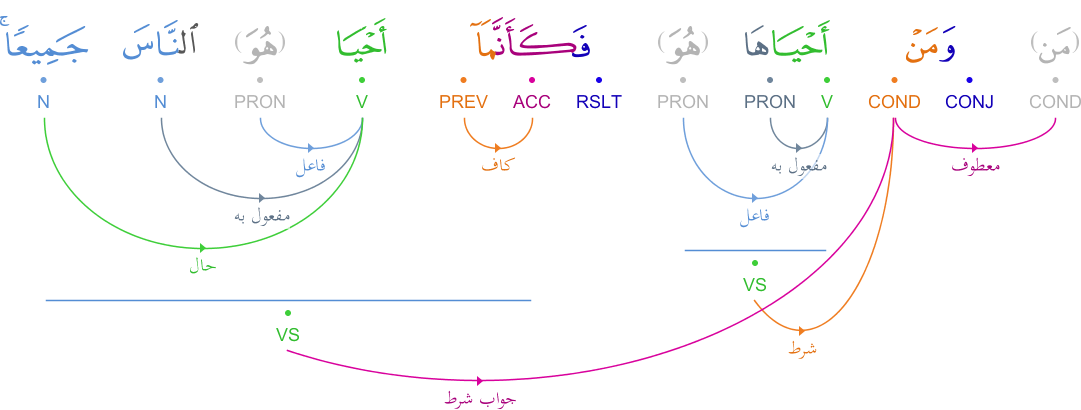 (مَن) وَمَنْ أَحْيَاهَا (هُوَ) فَكَأَنَّمَآ أَحْيَا (هُوَ) ٱلنَّاسَ جَمِيعًا ۚ
COND CONJ COND V PRON PRON RSLT ACC PREV V PRON N N
معطوف مفعول به فاعل كاف فاعل مفعول به حال
VS VS
شرط
جواب شرط